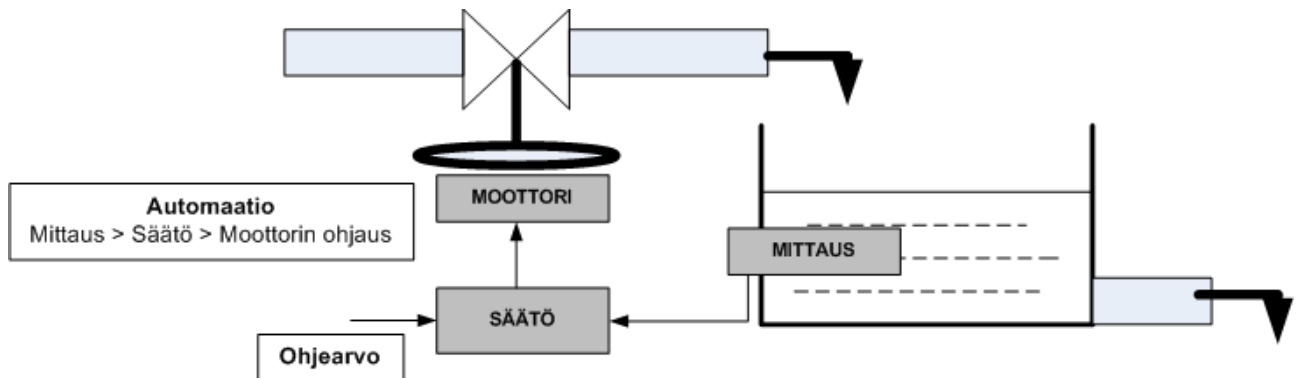 MOOTTORI
Automaatio
Mittaus > Säätö > Moottorin ohjaus
MITTAUS
SÄÄTÖ
Ohjearvo